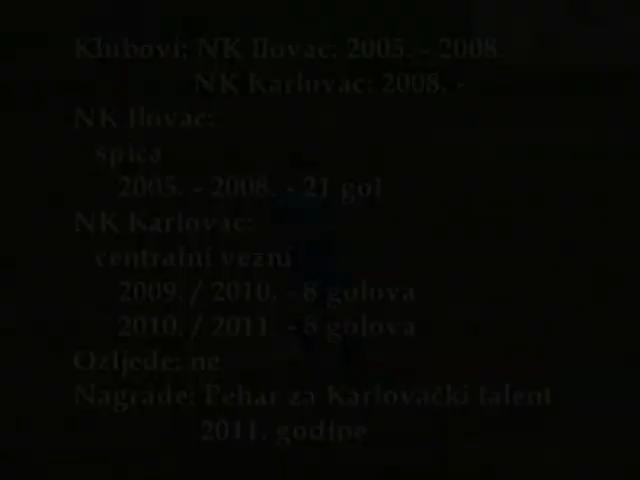 Klubovi: NK Ilovac: 2005. - 2008.
NK Karlovac: 2008. -
NK Ilovac:
špica
2005. - 2008. - 21 gol
NK Karlovac:
centralni vezni
2009. / 2010. - 8 golova
2010. / 2011. - 8 golova
Ozljede: ne
Nagrade: Pehar za Karlovački talent
2011. godine